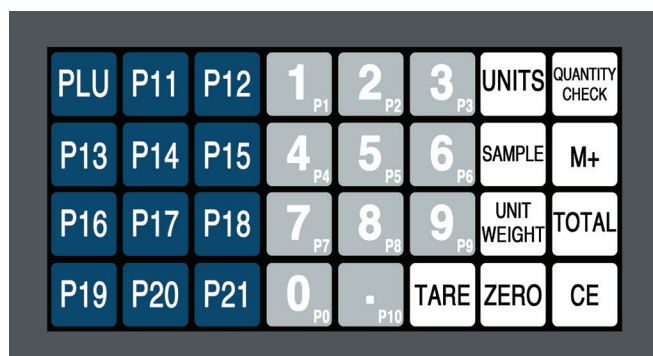 PLU P11 P12 1 P1 2 P2 3 P3 UNITS QUANTITY CHECK
P13 P14 P15 4 P4 5 P5 6 P6 SAMPLE M+
P16 P17 P18 7 P7 8 P8 9 P9 UNIT WEIGHT TOTAL
P19 P20 P21 0 P0 . P10 TARE ZERO CE